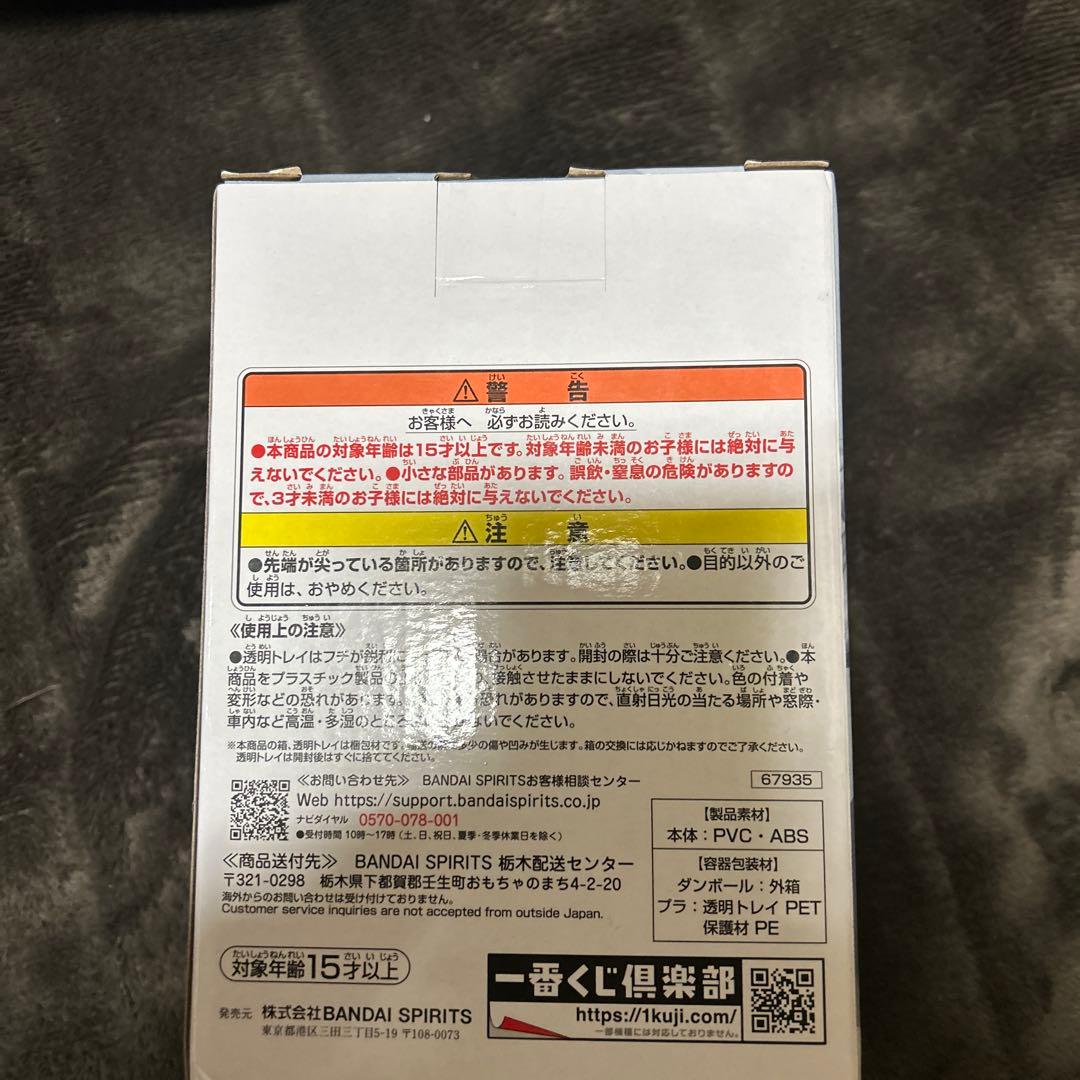 ⚠警告
お客様へ 必ずお読みください。
●本商品の対象年齢は15才以上です。対象年齢未満のお子様には絶対に与
えないでください。●小さな部品があります。誤飲・窒息の危険がありますの
で、3才未満のお子様には絶対に与えないでください。
⚠注意
●先端が尖っている箇所がありますので、注意してください。●目的以外のご
使用は、おやめください。
《使用上の注意》
●透明トレイはフチが鋭利に 場合があります。開封の際は十分ご注意ください。●本
商品をプラスチック製品の 接触させたままにしないでください。色の付着や
変形などの恐れがあります。 恐れがありますので、直射日光の当たる場所や窓際・
車内など高温・多湿のところ ないでください。
※本商品の箱、透明トレイは梱包材です。 少の傷や凹みが生じます。箱の交換には応じかねますのでご了承ください。
透明トレイは開封後はすぐに捨ててください。
《お問い合わせ先》 BANDAI SPIRITSお客様相談センター
67935
Web https://support.bandaispirits.co.jp
ナビダイヤル 0570-078-001
●受付時間 10時～17時(土、日、祝日、夏季・冬季休業日を除く)
《商品送付先》 BANDAI SPIRITS 栃木配送センター
〒321-0298 栃木県下都賀郡壬生町おもちゃのまち4-2-20
海外からのお問い合わせは受け付けておりません。
Customer service inquiries are not accepted from outside Japan.
【製品素材】
本体：PVC・ABS
【容器包装材】
ダンボール：外箱
プラ：透明トレイ PET
保護材 PE
対象年齢15才以上
発売元 株式会社BANDAI SPIRITS
東京都港区三田三丁目5-19 〒108-0073
一番くじ倶楽部
https://1kuji.com/
一部機種には対応しておりません。